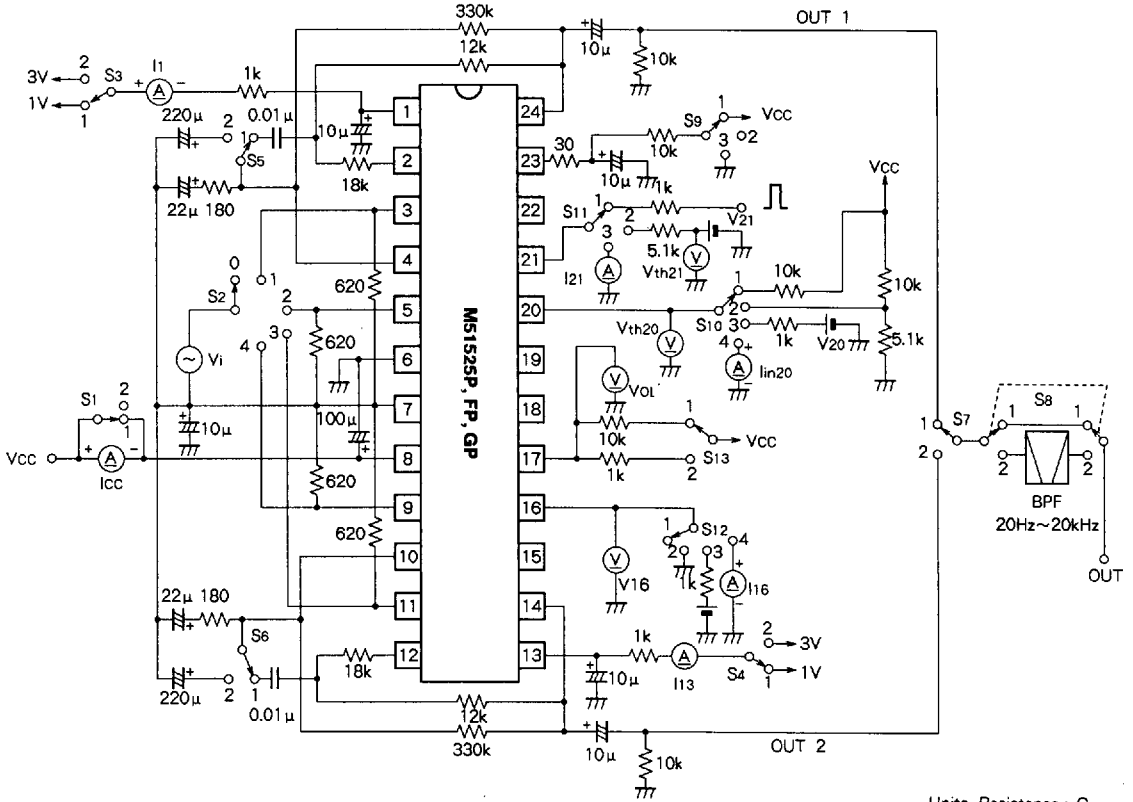 330k
OUT 1
12k
10μ
10k
2
3V
S3
I1
1k
1V
1
A
220μ
0.01μ
2
1
S5
10μ
22μ 180
18k
1
2
3
4
5
6
7
8
9
10
11
12
24
23
22
21
20
19
18
17
16
15
14
13
M51525P, FP, GP
30
10μ
10k
S9
1
VCC
2
3
S11
1
1k
V21
2
3
5.1k
V
Vth21
A
I21
VCC
10k
10k
5.1k
S10
1
2
3
4
1k
V20
Vth20
V
A
Iin20
0
S2
1
2
3
4
Vi
620
620
620
620
10μ
100μ
S1
2
1
VCC
A
ICC
VOL
V
10k
1k
1
VCC
S13
2
S12
1
2
3
4
1k
V
V16
A
I16
1k
A
I13
10μ
S4
2
3V
1
1V
22μ 180
S6
220μ
2
1
0.01μ
18k
12k
330k
10μ
OUT 2
10k
1
S7
2
S8
1
1
2
2
BPF
20Hz～20kHz
OUT